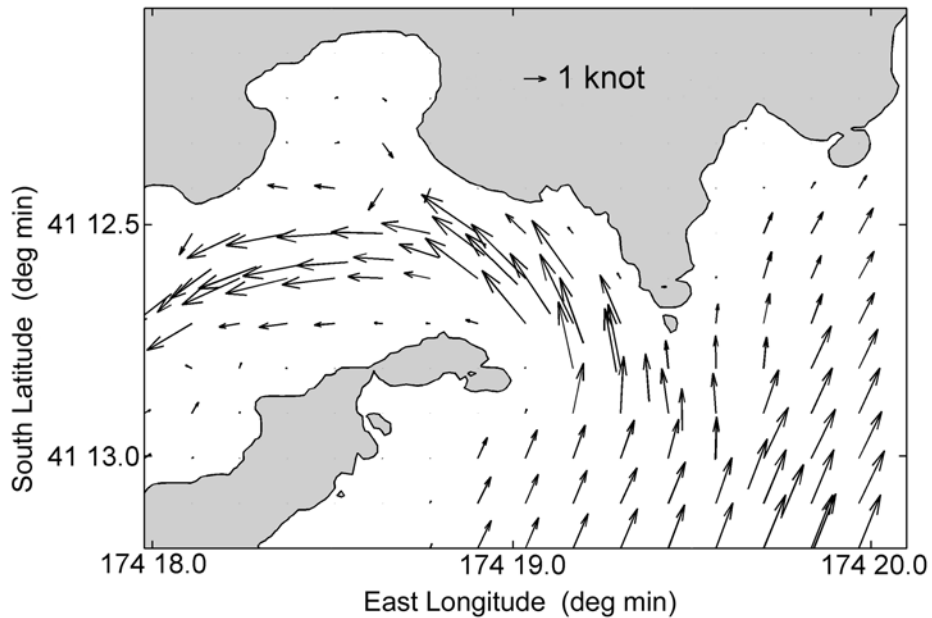 1 knot
South Latitude (deg min)
41 12.5
41 13.0
174 18.0
174 19.0
174 20.0
East Longitude (deg min)